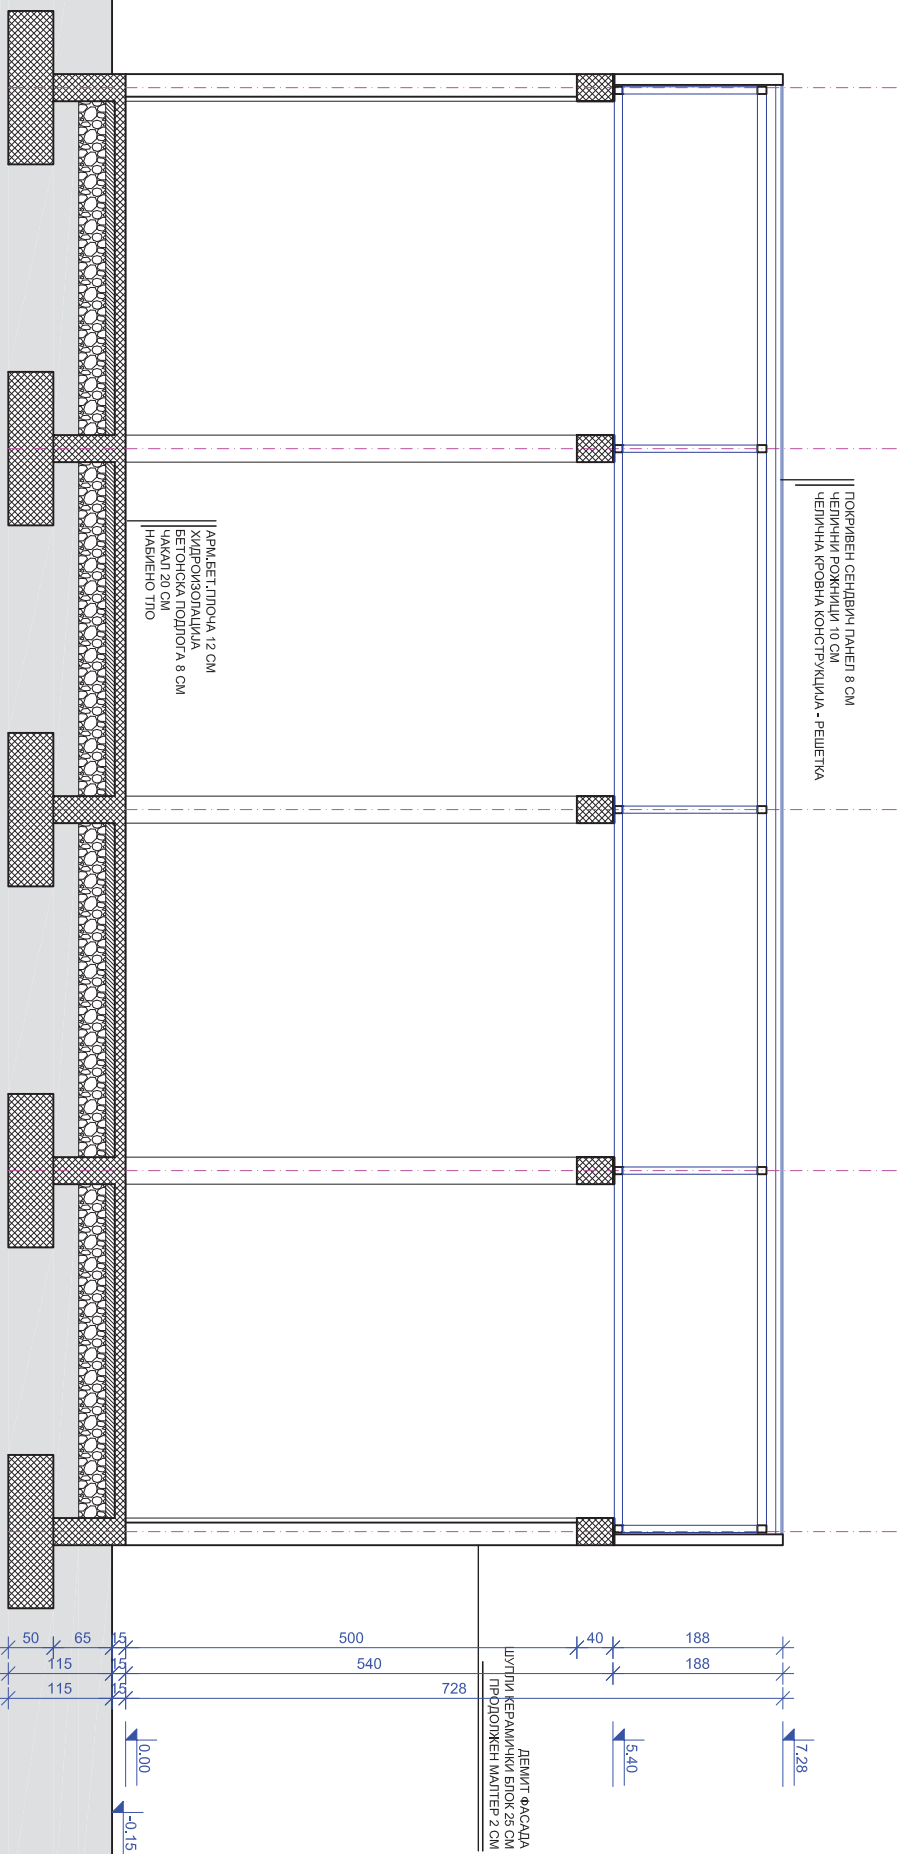 ПОКРИВЕН СЕНДВИЧ ПАНЕЛ 8 СМ
ЧЕЛИЧНИ РОЖНИЦИ 10 СМ
ЧЕЛИЧНА КРОВНА КОНСТРУКЦИЈА - РЕШЕТКА
АРМ.БЕТ.ПЛОЧА 12 СМ
ХИДРОИЗОЛАЦИЈА
БЕТОНСКА ПОДЛОГА 8 СМ
ЧАКАЛ 20 СМ
НАБИЕНО ТЛО
ДЕМИТ ФАСАДА
ШУПЛИ КЕРАМИЧКИ БЛОК 25 СМ
ПРОДОЛЖЕН МАЛТЕР 2 СМ
50 65 15 500 40 188
115 15 540 188
115 15 728
7.28
5.40
0.00
-0.15